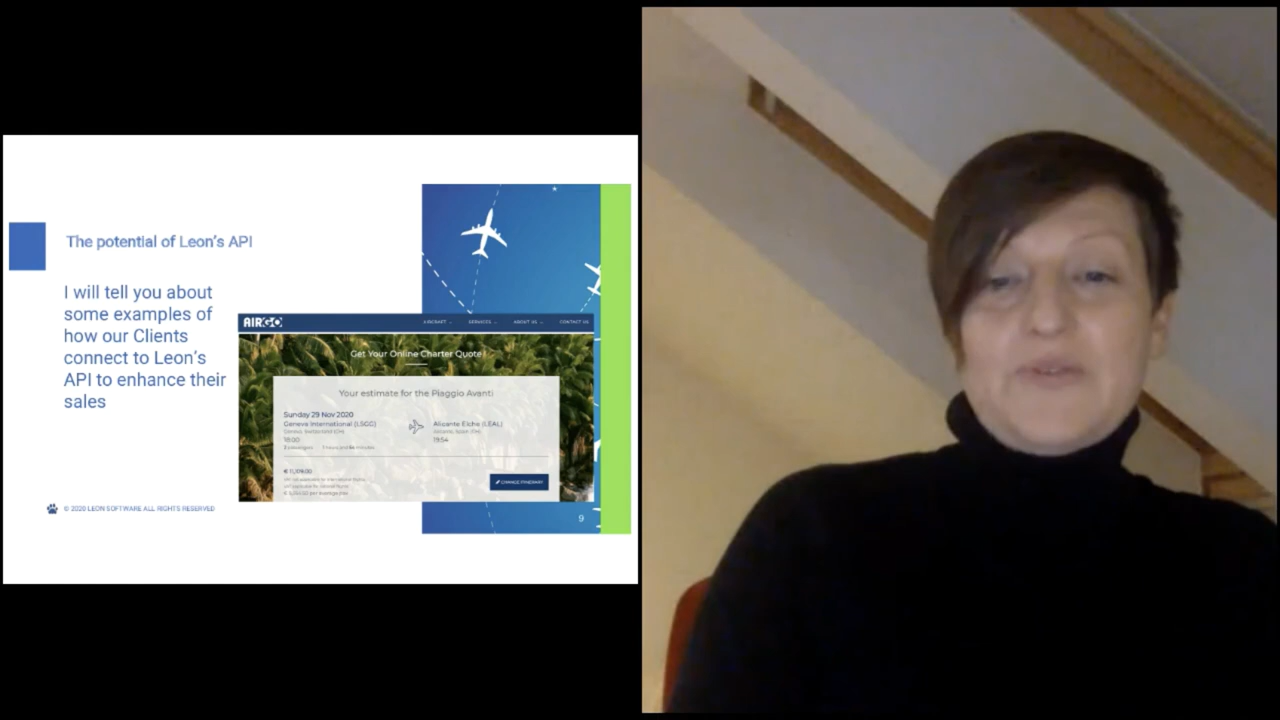 The potential of Leon's API
I will tell you about
some examples of
how our Clients
connect to Leon's
API to enhance their
sales
AIRGO
AIRCRAFT
SERVICES
ABOUT US
CONTACT US
Get Your Online Charter Quote
Your estimate for the Piaggio Avanti
Sunday 29 Nov 2020
Geneva International (LSGG)
Geneva, Switzerland (CH)
18:00
Alicante Elche (LEAL)
19:54
CHANGE ITINERARY
© 2020 LEON SOFTWARE ALL RIGHTS RESERVED
9